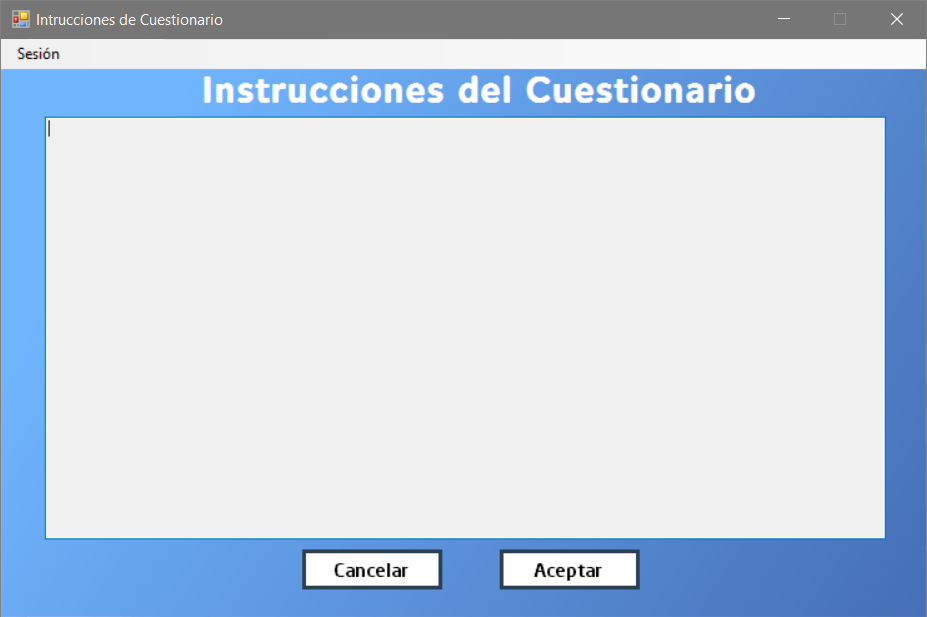 Intrucciones de Cuestionario
Sesión
Instrucciones del Cuestionario
Cancelar
Aceptar